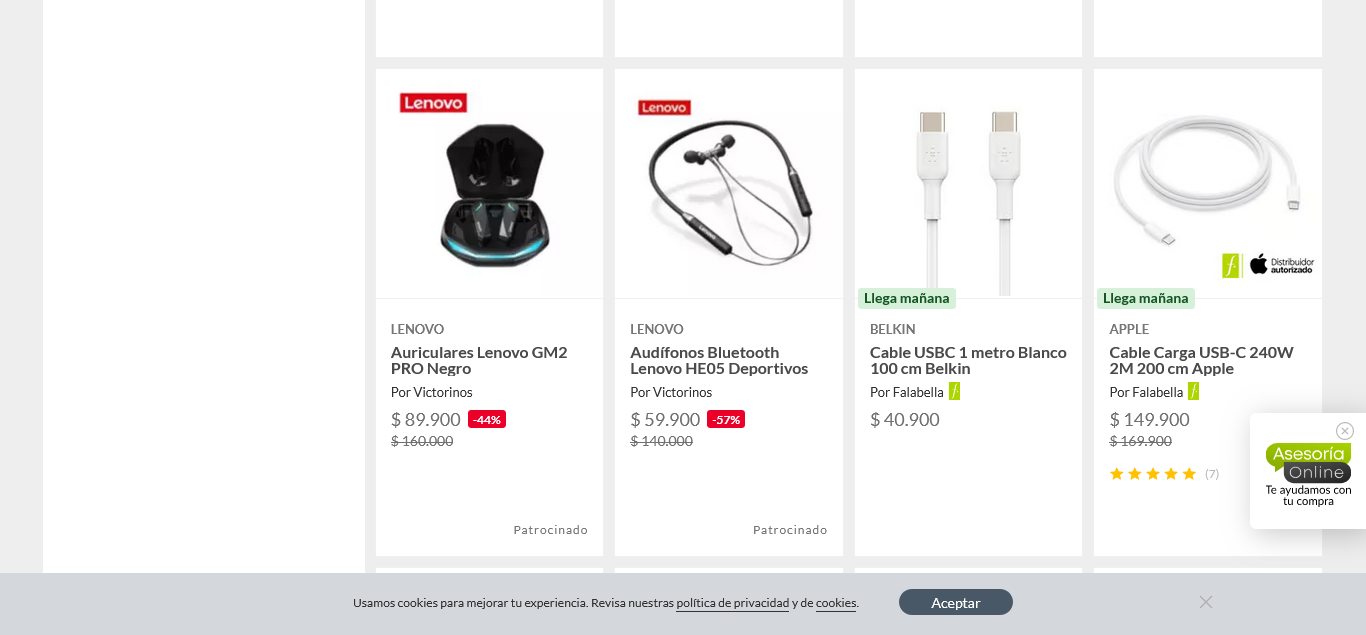 Lenovo
LENOVO
Auriculares Lenovo GM2
PRO Negro
Por Victorinos
$ 89.900 -44%
$ 160.000
Patrocinado
Lenovo
LENOVO
Audífonos Bluetooth
Lenovo HE05 Deportivos
Por Victorinos
$ 59.900 -57%
$ 140.000
Patrocinado
Llega mañana
BELKIN
Cable USBC 1 metro Blanco
100 cm Belkin
Por Falabella f.
$ 40.900
f.
Distribuidor
autorizado
Llega mañana
APPLE
Cable Carga USB-C 240W
2M 200 cm Apple
Por Falabella f.
$ 149.900
$ 169.900
(7)
Asesoría
Online
Te ayudamos con
tu compra
Usamos cookies para mejorar tu experiencia. Revisa nuestras política de privacidad y de cookies.
Aceptar